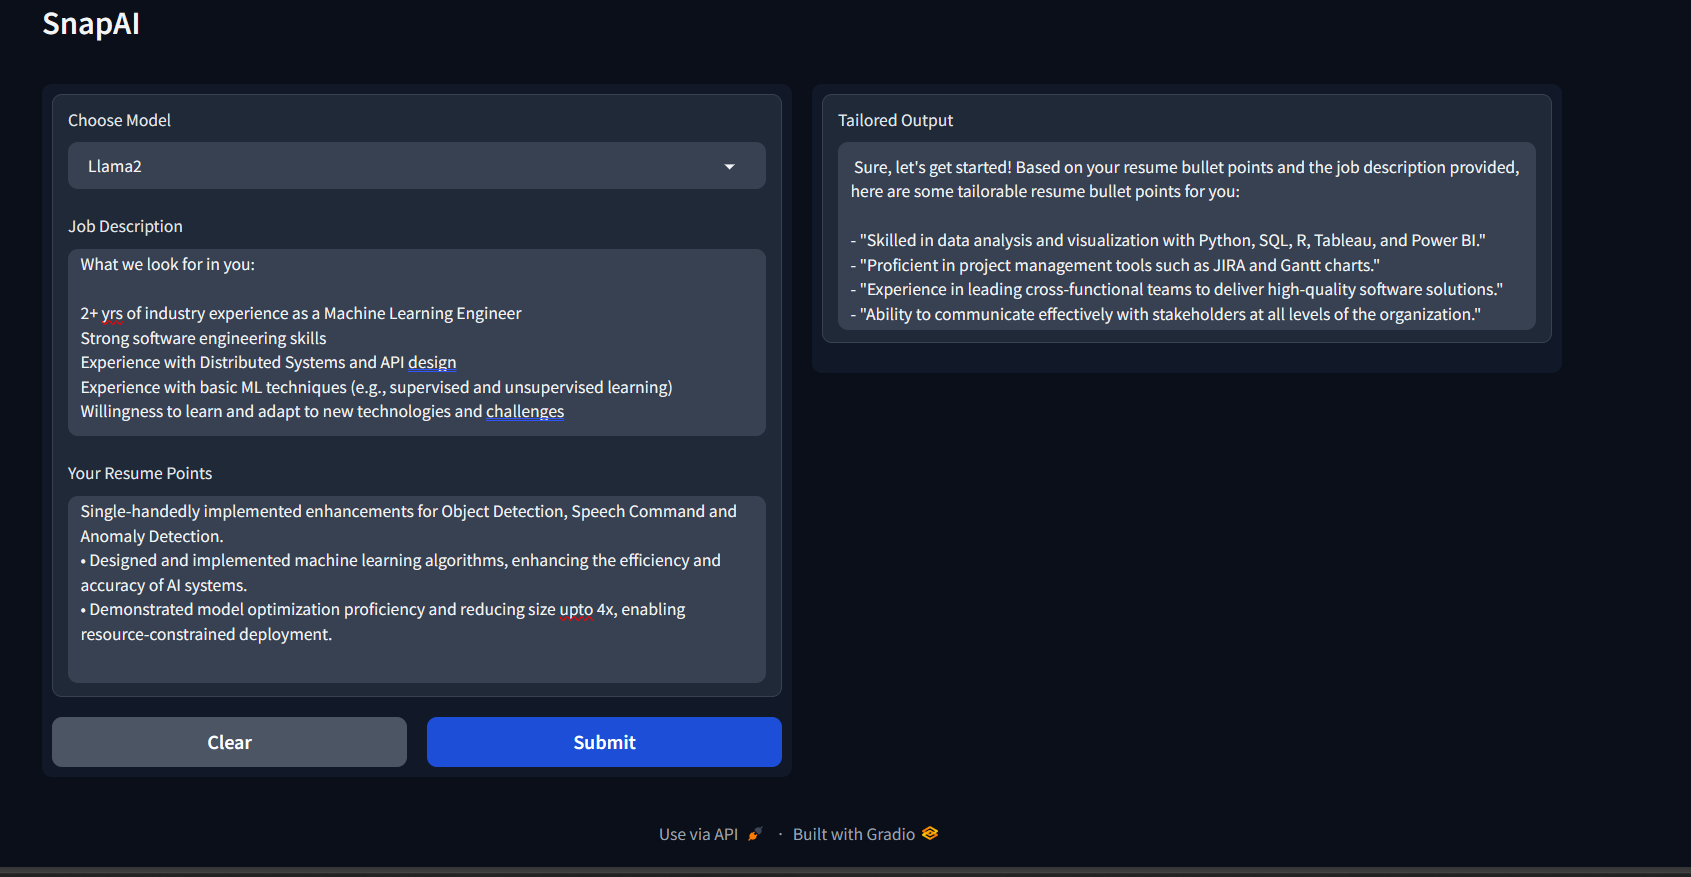 SnapAI
Choose Model
Llama2
Job Description
What we look for in you:
2+ yrs of industry experience as a Machine Learning Engineer
Strong software engineering skills
Experience with Distributed Systems and API design
Experience with basic ML techniques (e.g., supervised and unsupervised learning)
Willingness to learn and adapt to new technologies and challenges
Your Resume Points
Single-handedly implemented enhancements for Object Detection, Speech Command and
Anomaly Detection.
• Designed and implemented machine learning algorithms, enhancing the efficiency and
accuracy of AI systems.
• Demonstrated model optimization proficiency and reducing size upto 4x, enabling
resource-constrained deployment.
Clear
Submit
Tailored Output
Sure, let's get started! Based on your resume bullet points and the job description provided,
here are some tailorable resume bullet points for you:
- "Skilled in data analysis and visualization with Python, SQL, R, Tableau, and Power BI."
- "Proficient in project management tools such as JIRA and Gantt charts."
- "Experience in leading cross-functional teams to deliver high-quality software solutions."
- "Ability to communicate effectively with stakeholders at all levels of the organization."
Use via API · Built with Gradio